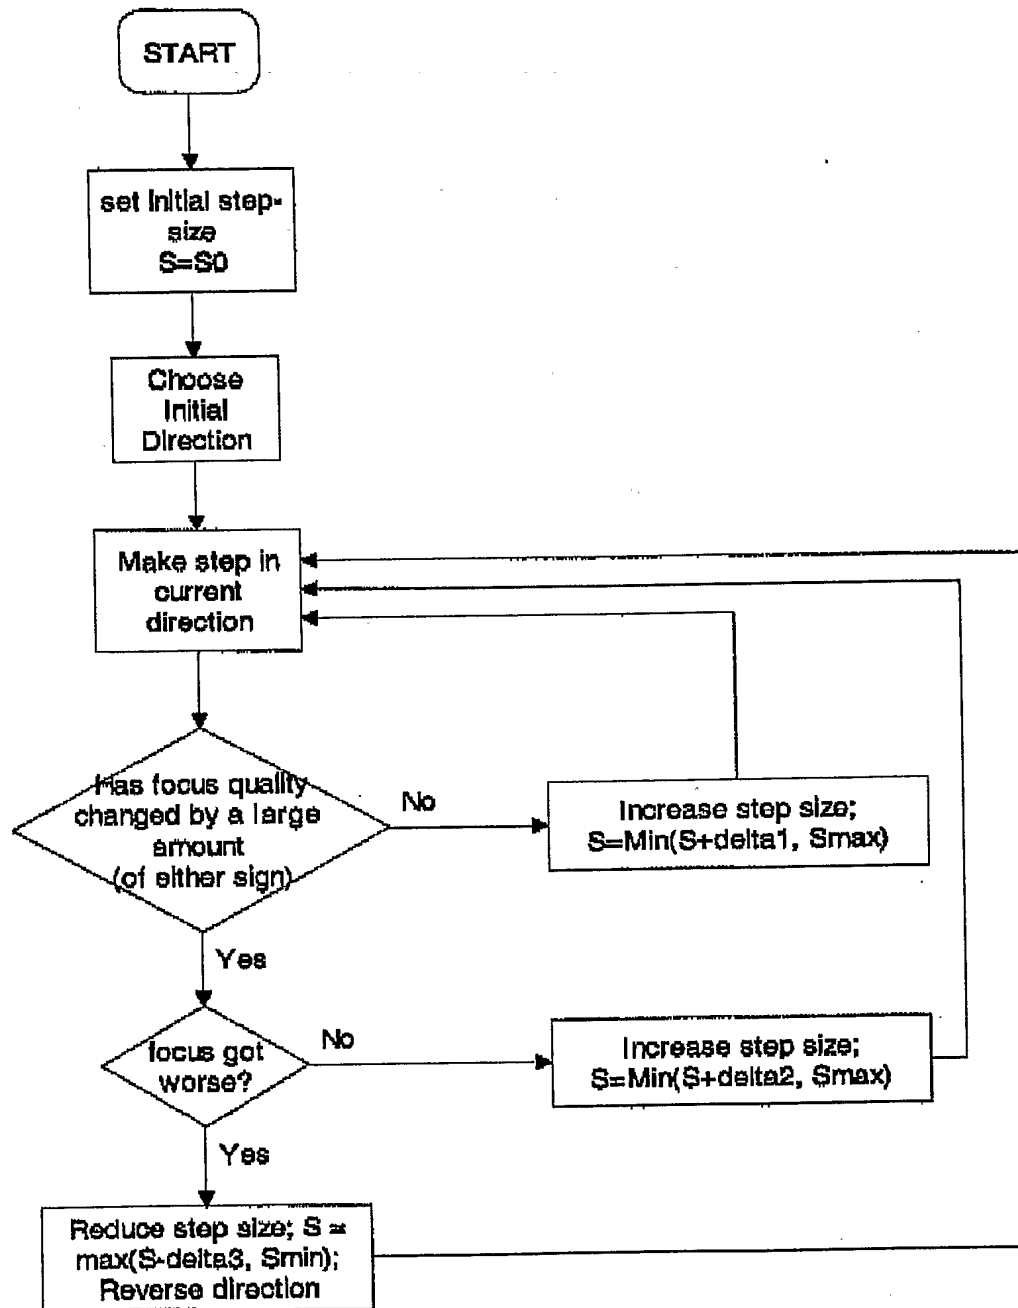 START
set Initial step-
size
S=S0
Choose
Initial
Direction
Make step in
current
direction
Has focus quality
changed by a large
amount
(of either sign)
No
Increase step size;
S=Min(S+delta1, Smax)
Yes
focus got
worse?
No
Increase step size;
S=Min(S+delta2, Smax)
Yes
Reduce step size; S =
max(S-delta3, Smin);
Reverse direction